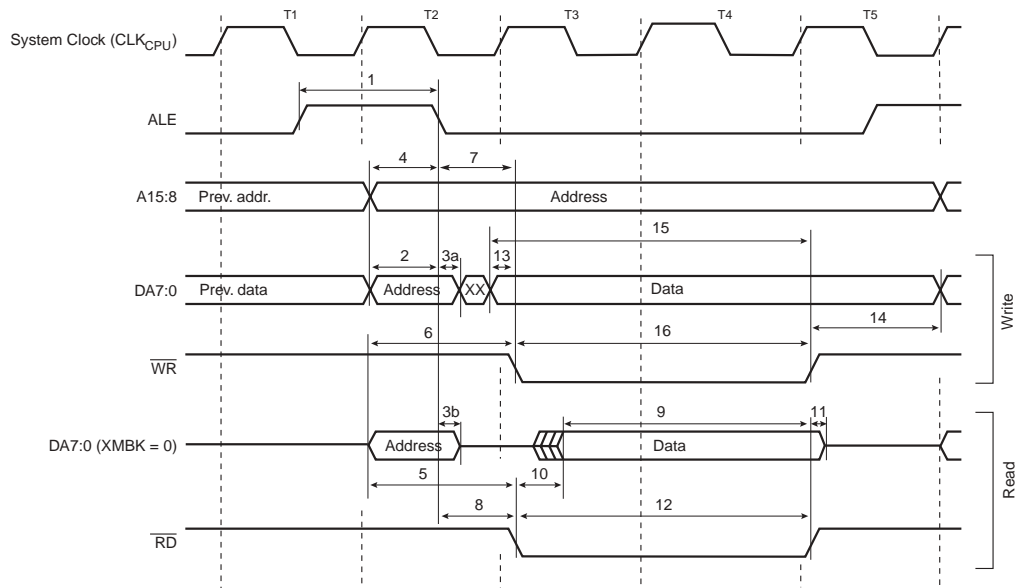 T1 T2 T3 T4 T5
System Clock (CLKCPU)
1
ALE
4 7
A15:8 Prev. addr. Address
15
2 3a 13
DA7:0 Prev. data Address XX Data
14
6 16
WR
Write
3b 9 11
DA7:0 (XMBK = 0) Address Data
5 10
8 12
RD
Read